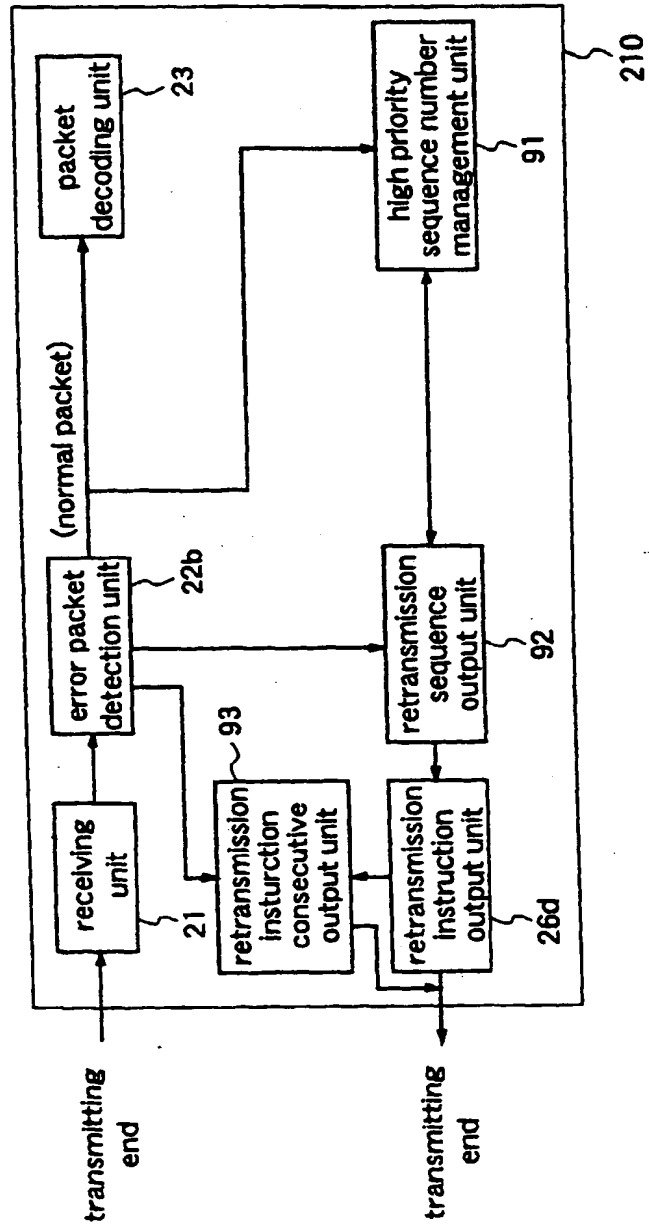 transmitting
end
receiving
unit
21
error packet
detection unit
22b
(normal packet)
packet
decoding unit
23
93
retransmission
insturction
consecutive
output unit
retransmission
instruction
output unit
26d
retransmission
sequence
output unit
92
high priority
sequence number
management unit
91
transmitting
end
210